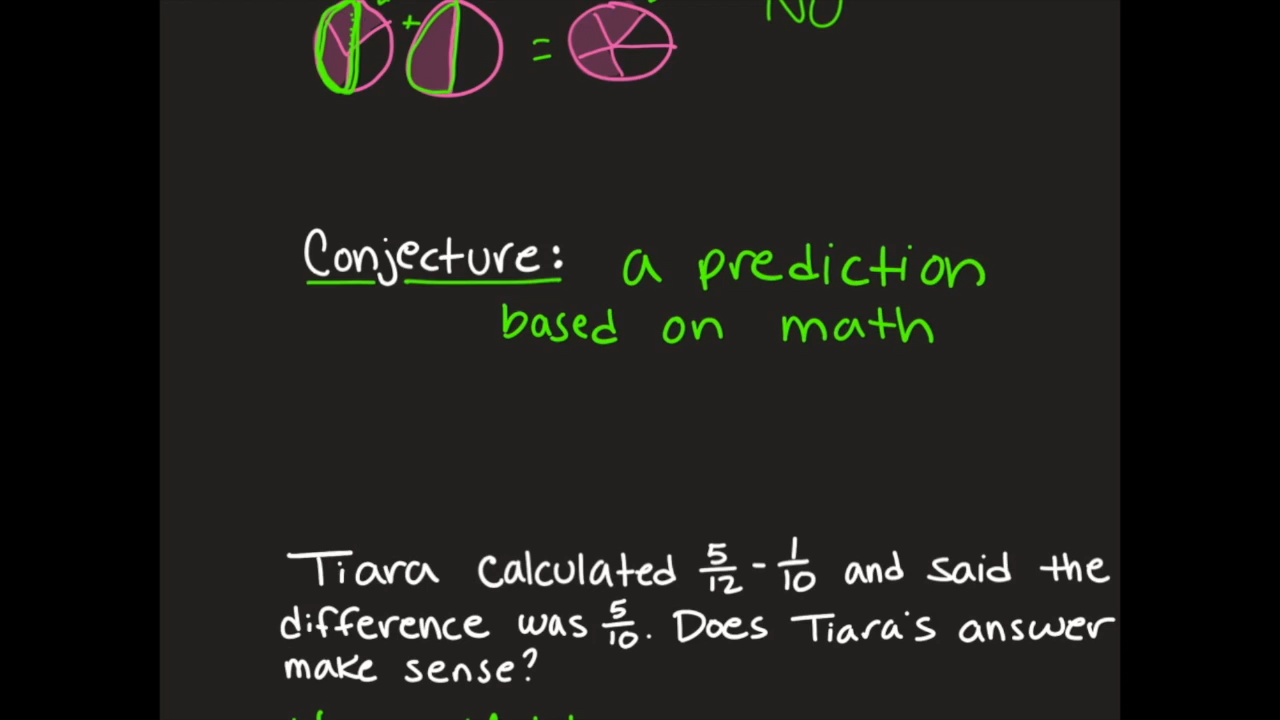 + = NO
Conjecture: a prediction
based on math
Tiara calculated 5/12 - 1/10 and said the
difference was 5/10. Does Tiara's answer
make sense?